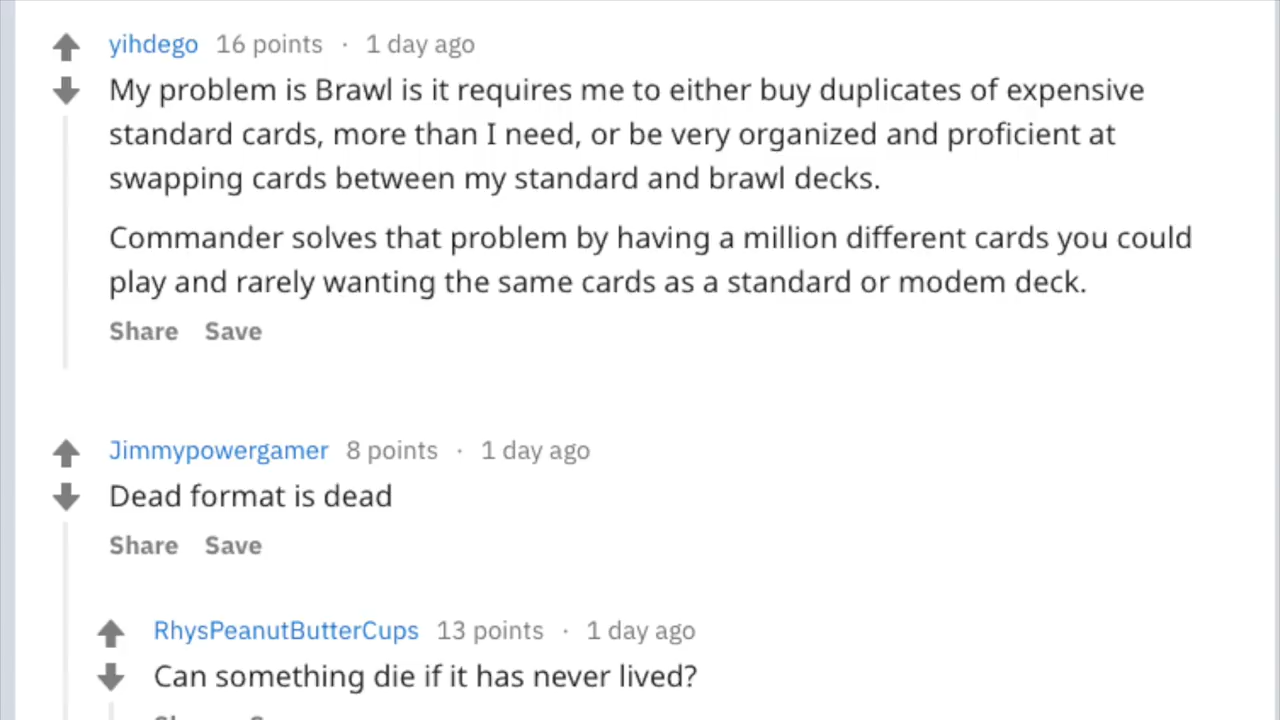 yihdego 16 points · 1 day ago
My problem is Brawl is it requires me to either buy duplicates of expensive
standard cards, more than I need, or be very organized and proficient at
swapping cards between my standard and brawl decks.
Commander solves that problem by having a million different cards you could
play and rarely wanting the same cards as a standard or modem deck.
Share Save
Jimmypowergamer 8 points · 1 day ago
Dead format is dead
Share Save
RhysPeanutButterCups 13 points · 1 day ago
Can something die if it has never lived?